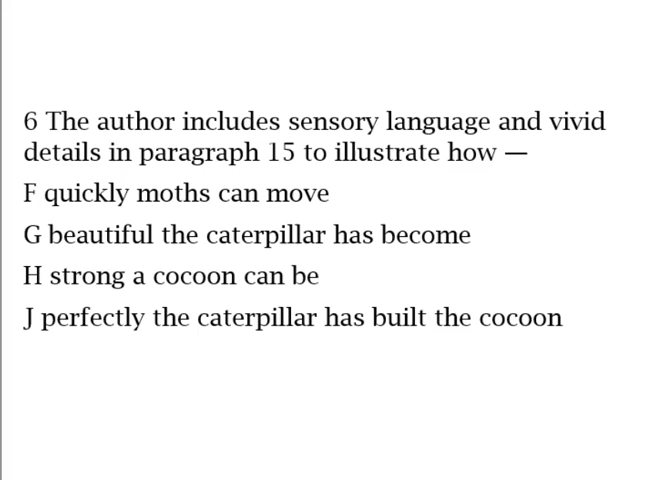 6 The author includes sensory language and vivid
details in paragraph 15 to illustrate how —
F quickly moths can move
G beautiful the caterpillar has become
H strong a cocoon can be
J perfectly the caterpillar has built the cocoon